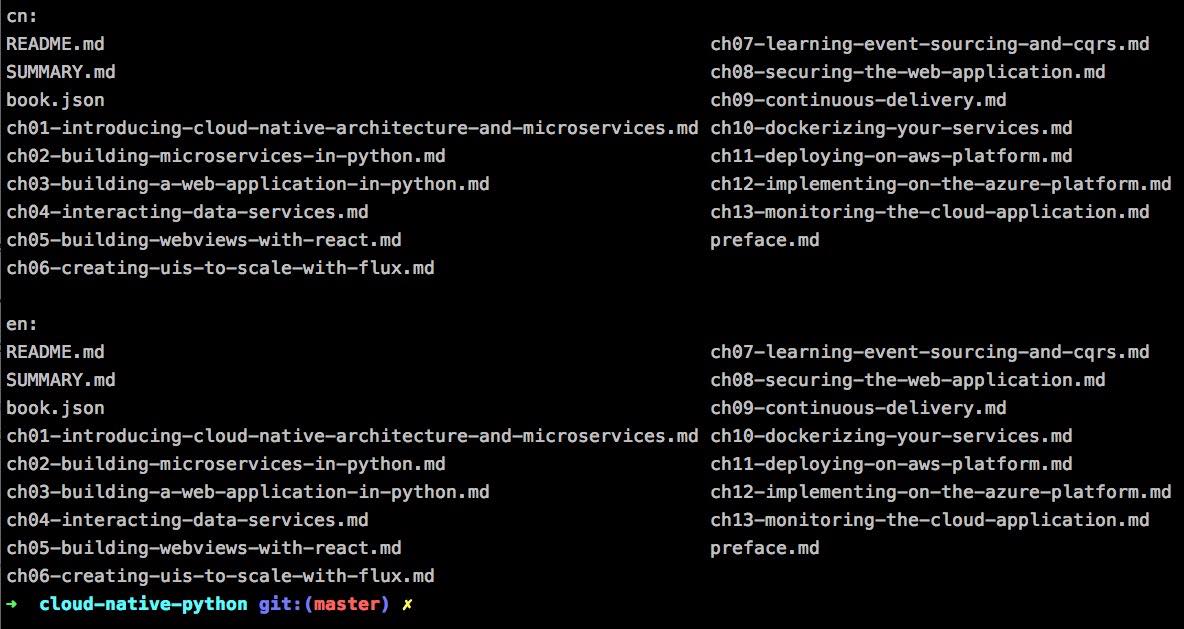 cn:
README.md ch07-learning-event-sourcing-and-cqrs.md
SUMMARY.md ch08-securing-the-web-application.md
book.json ch09-continuous-delivery.md
ch01-introducing-cloud-native-architecture-and-microservices.md ch10-dockerizing-your-services.md
ch02-building-microservices-in-python.md ch11-deploying-on-aws-platform.md
ch03-building-a-web-application-in-python.md ch12-implementing-on-the-azure-platform.md
ch04-interacting-data-services.md ch13-monitoring-the-cloud-application.md
ch05-building-webviews-with-react.md preface.md
ch06-creating-uis-to-scale-with-flux.md

en:
README.md ch07-learning-event-sourcing-and-cqrs.md
SUMMARY.md ch08-securing-the-web-application.md
book.json ch09-continuous-delivery.md
ch01-introducing-cloud-native-architecture-and-microservices.md ch10-dockerizing-your-services.md
ch02-building-microservices-in-python.md ch11-deploying-on-aws-platform.md
ch03-building-a-web-application-in-python.md ch12-implementing-on-the-azure-platform.md
ch04-interacting-data-services.md ch13-monitoring-the-cloud-application.md
ch05-building-webviews-with-react.md preface.md
ch06-creating-uis-to-scale-with-flux.md
➜ cloud-native-python git:(master) ✗